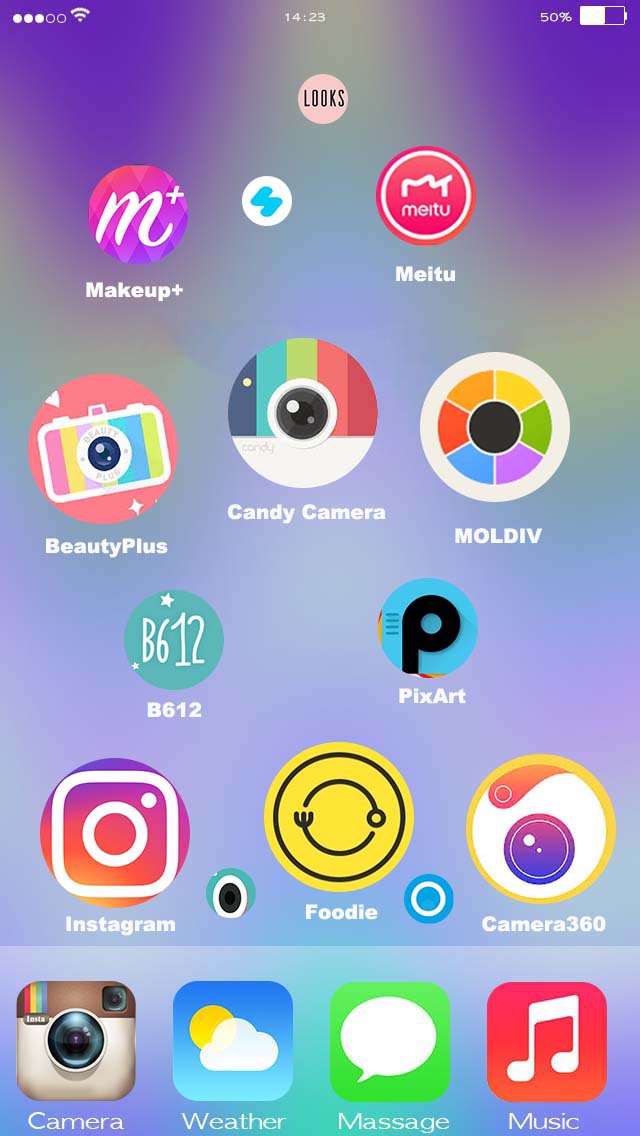 14:23
50%
LOOKS
m+
meitu
Makeup+
Meitu
BEAUTY
PLUS
candy
BeautyPlus
Candy Camera
MOLDIV
B612
P
B612
PixArt
Instagram
Foodie
Camera360
Insta
Camera
Weather
Massage
Music